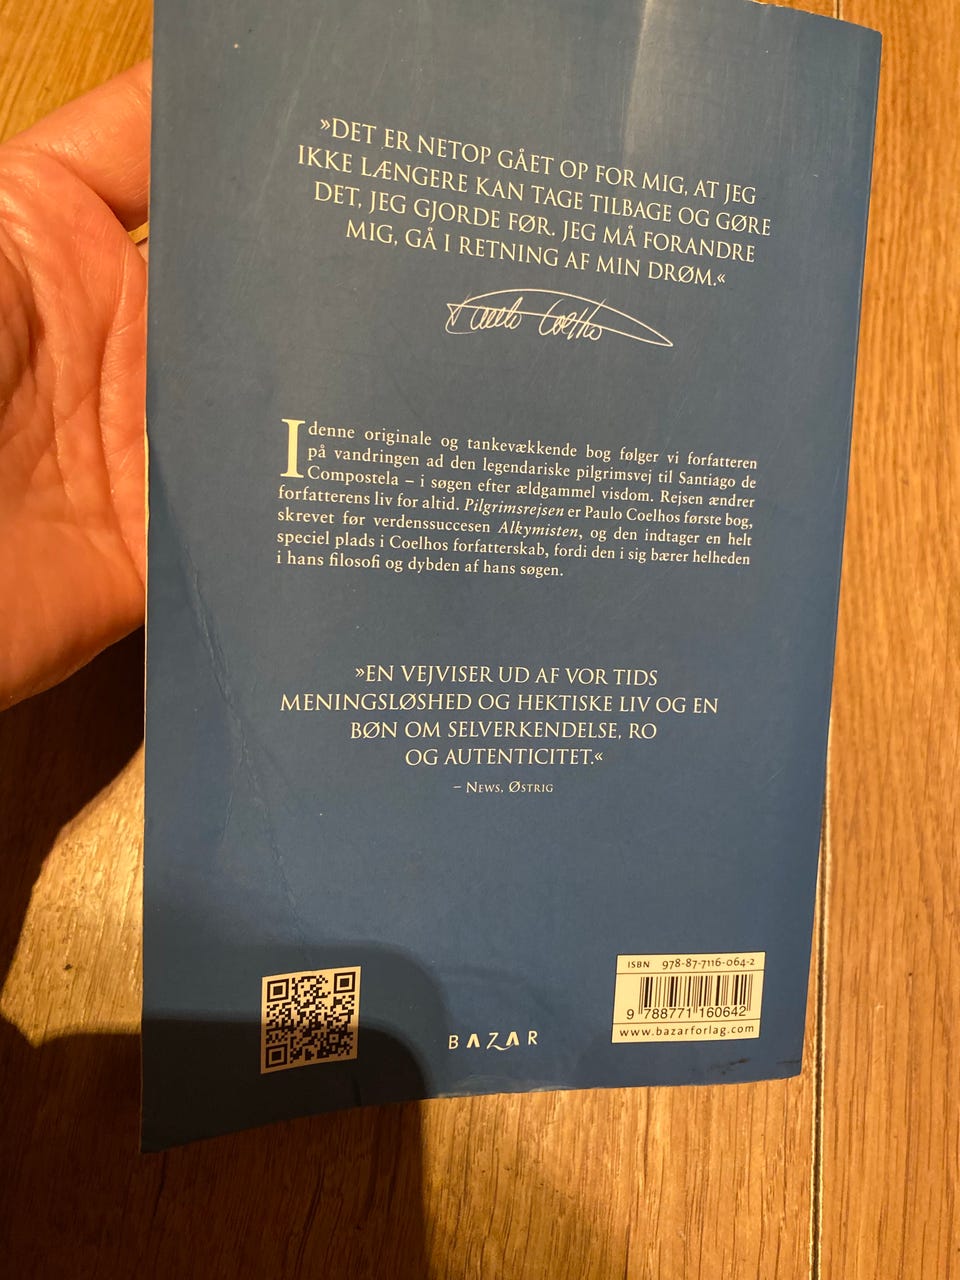 »DET ER NETOP GÅET OP FOR MIG, AT JEG
IKKE LÆNGERE KAN TAGE TILBAGE OG GØRE
DET, JEG GJORDE FØR. JEG MÅ FORANDRE
MIG, GÅ I RETNING AF MIN DRØM.«
Paulo Coelho
I denne originale og tankevækkende bog følger vi forfatteren
på vandringen ad den legendariske pilgrimsvej til Santiago de
Compostela – i søgen efter ældgammel visdom. Rejsen ændrer
forfatterens liv for altid. Pilgrimsrejsen er Paulo Coelhos første bog,
skrevet før verdenssuccesen Alkymisten, og den indtager en helt
speciel plads i Coelhos forfatterskab, fordi den i sig bærer helheden
i hans filosofi og dybden af hans søgen.
»EN VEJVISER UD AF VOR TIDS
MENINGSLØSHED OG HEKTISKE LIV OG EN
BØN OM SELVERKENDELSE, RO
OG AUTENTICITET.«
– NEWS, ØSTRIG
ISBN 978-87-7116-064-2
9 788771 160642
www.bazarforlag.com
BAZAR